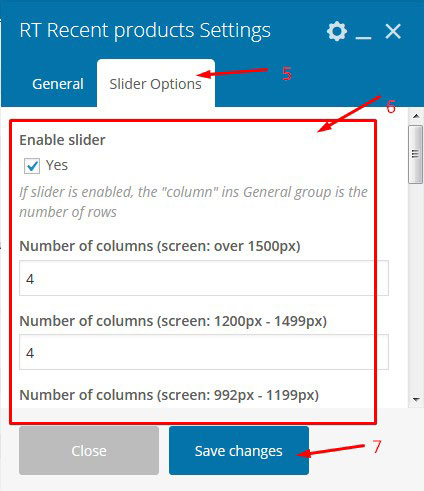 RT Recent products Settings
General
Slider Options
5
6
Enable slider
Yes
If slider is enabled, the "column" ins General group is the
number of rows
Number of columns (screen: over 1500px)
4
Number of columns (screen: 1200px - 1499px)
4
Number of columns (screen: 992px - 1199px)
Close
Save changes
7